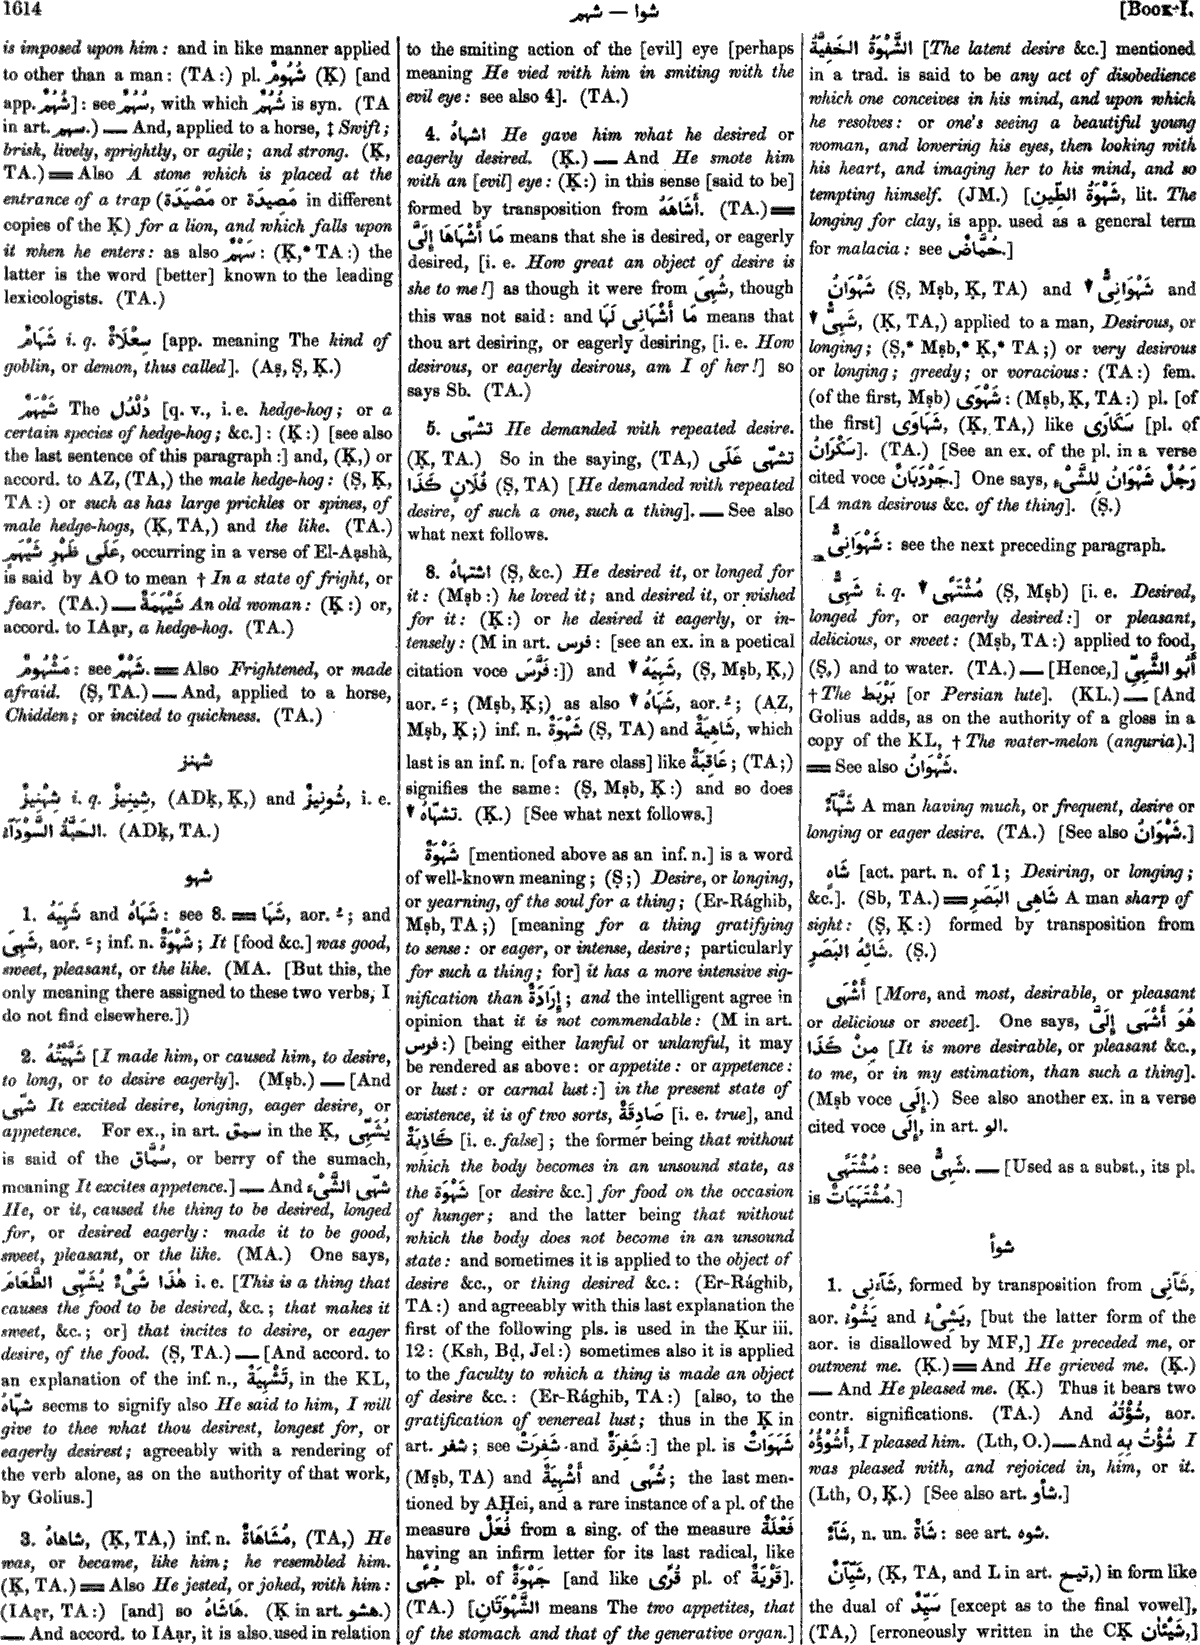 1614
شوا — شهم
[BOOK I.
is imposed upon him: and in like manner applied
to other than a man: (TA:) pl. شُهُومٌ (Ḳ) [and
app. شُهُمٌ]: see سُهُمٌ, with which شُهُمٌ is syn. (TA
in art. سهم.) — And, applied to a horse, ‡ Swift;
brisk, lively, sprightly, or agile; and strong. (Ḳ,
TA.) = Also A stone which is placed at the
entrance of a trap (مَصِيدَة or مَصْيَدَة in different
copies of the Ḳ) for a lion, and which falls upon
it when he enters: as also سَهْمٌ: (Ḳ,* TA:) the
latter is the word [better] known to the leading
lexicologists. (TA.)
شَهَامٌ i. q. سِعْلَاةٌ [app. meaning The kind of
goblin, or demon, thus called]. (Aṣ, Ṣ, Ḳ.)
شَيْهَمٌ The دُلْدُل [q. v., i. e. hedge-hog; or a
certain species of hedge-hog; &c.]: (Ḳ:) [see also
the last sentence of this paragraph:] and, (Ḳ,) or
accord. to AZ, (TA,) the male hedge-hog: (Ṣ, Ḳ,
TA:) or such as has large prickles or spines, of
male hedge-hogs, (Ḳ, TA,) and the like. (TA.)
عَلَى ظَهْرِ شَيْهَمِ, occurring in a verse of El-Aạshà,
is said by AO to mean † In a state of fright, or
fear. (TA.) — شَيْهَمَةٌ An old woman: (Ḳ:) or,
accord. to IAạr, a hedge-hog. (TA.)
مَشْهُومٌ: see شَهْمٌ. = Also Frightened, or made
afraid. (Ṣ, TA.) — And, applied to a horse,
Chidden; or incited to quickness. (TA.)
شهنز
شِهْنِيزٌ i. q. شِينِيزٌ, (ADḳ, Ḳ,) and شُونِيزٌ, i. e.
الحَبَّةُ السَّوْدَآءُ. (ADḳ, TA.)
شهو
1. شَهِيَهُ and شَهَاهُ: see 8. = شَهَا, aor. ـُ; and
شَهِىَ, aor. ـَ; inf. n. شَهْوَةٌ; It [food &c.] was good,
sweet, pleasant, or the like. (MA. [But this, the
only meaning there assigned to these two verbs, I
do not find elsewhere.])
2. شَهَّيْتُهُ [I made him, or caused him, to desire,
to long, or to desire eagerly]. (Mṣb.) — [And
شهّى It excited desire, longing, eager desire, or
appetence. For ex., in art. سمق in the Ḳ, يُشَهِّى
is said of the سُمَّاق, or berry of the sumach,
meaning It excites appetence.] — And شهّى الشَّىْءَ
He, or it, caused the thing to be desired, longed
for, or desired eagerly: made it to be good,
sweet, pleasant, or the like. (MA.) One says,
هٰذَا شَىْءٌ يُشَهِّى الطَّعَامَ i. e. [This is a thing that
causes the food to be desired, &c.; that makes it
sweet, &c.; or] that incites to desire, or eager
desire, of the food. (Ṣ, TA.) — [And accord. to
an explanation of the inf. n., تَشْهِيَةٌ, in the KL,
شهّاهُ seems to signify also He said to him, I will
give to thee what thou desirest, longest for, or
eagerly desirest; agreeably with a rendering of
the verb alone, as on the authority of that work,
by Golius.]
3. شاهاهُ, (Ḳ, TA,) inf. n. مُشَاهَاةٌ, (TA,) He
was, or became, like him; he resembled him.
(Ḳ, TA.) = Also He jested, or joked, with him:
(IAạr, TA:) [and] so هَاشَاهُ. (Ḳ in art. هشو.)
— And accord. to IAạr, it is also used in relation
to the smiting action of the [evil] eye [perhaps
meaning He vied with him in smiting with the
evil eye: see also 4]. (TA.)
4. اشهاهُ He gave him what he desired or
eagerly desired. (Ḳ.) — And He smote him
with an [evil] eye: (Ḳ:) in this sense [said to be]
formed by transposition from أَشَاهَهُ. (TA.) =
مَا أَشْهَاهَا إِلَىَّ means that she is desired, or eagerly
desired, [i. e. How great an object of desire is
she to me!] as though it were from شُهِىَ, though
this was not said: and مَا أَشْهَانِى لَهَا means that
thou art desiring, or eagerly desiring, [i. e. How
desirous, or eagerly desirous, am I of her!] so
says Sb. (TA.)
5. تشهّى He demanded with repeated desire.
(Ḳ, TA.) So in the saying, (TA,) تشهّى عَلَى
فُلَانٍ كَذَا (Ṣ, TA) [He demanded with repeated
desire, of such a one, such a thing]. — See also
what next follows.
8. اشتهاهُ (Ṣ, &c.) He desired it, or longed for
it: (Mṣb:) he loved it; and desired it, or wished
for it: (Ḳ:) or he desired it eagerly, or in-
tensely: (M in art. فرس: [see an ex. in a poetical
citation voce فَرَّسَ:]) and ▾ شَهِيَهُ, (Ṣ, Mṣb, Ḳ,)
aor. ـَ; (Mṣb, Ḳ;) as also ▾ شَهَاهُ, aor. ـُ; (AZ,
Mṣb, Ḳ;) inf. n. شَهْوَةٌ (Ṣ, TA) and شَاهِيَةٌ, which
last is an inf. n. [of a rare class] like عَاقِبَةٌ; (TA;)
signifies the same: (Ṣ, Mṣb, Ḳ:) and so does
▾ تشهّاهُ. (Ḳ.) [See what next follows.]
شَهْوَةٌ [mentioned above as an inf. n.] is a word
of well-known meaning; (Ṣ;) Desire, or longing,
or yearning, of the soul for a thing; (Er-Rághib,
Mṣb, TA;) [meaning for a thing gratifying
to sense: or eager, or intense, desire; particularly
for such a thing; for] it has a more intensive sig-
nification than إِرَادَةٌ; and the intelligent agree in
opinion that it is not commendable: (M in art.
فرس:) [being either lawful or unlawful, it may
be rendered as above: or appetite: or appetence:
or lust: or carnal lust:] in the present state of
existence, it is of two sorts, صَادِقَةٌ [i. e. true], and
كَاذِبَةٌ [i. e. false]; the former being that without
which the body becomes in an unsound state, as
the شَهْوَة [or desire &c.] for food on the occasion
of hunger; and the latter being that without
which the body does not become in an unsound
state: and sometimes it is applied to the object of
desire &c., or thing desired &c.: (Er-Rághib,
TA:) and agreeably with this last explanation the
first of the following pls. is used in the Ḳur iii.
12: (Ksh, Bḍ, Jel:) sometimes also it is applied
to the faculty to which a thing is made an object
of desire &c.: (Er-Rághib, TA:) [also, to the
gratification of venereal lust; thus in the Ḳ in
art. شفر; see شَفِرَتْ and شَفِرَةٌ:] the pl. is شَهَوَاتٌ
(Mṣb, TA) and أَشْهِيَةٌ and شُهًى; the last men-
tioned by AḤei, and a rare instance of a pl. of the
measure فُعَلٌ from a sing. of the measure فَعْلَةٌ
having an infirm letter for its last radical, like
جُهًى pl. of جَهْوَةٌ [and like قُرًى pl. of قَرْيَةٌ].
(TA.) [الشَّهْوَتَانِ means The two appetites, that
of the stomach and that of the generative organ.]
الشَّهْوَةُ الخَفِيَّةُ [The latent desire &c.] mentioned
in a trad. is said to be any act of disobedience
which one conceives in his mind, and upon which
he resolves: or one's seeing a beautiful young
woman, and lowering his eyes, then looking with
his heart, and imaging her to his mind, and so
tempting himself. (JM.) [شَهْوَةُ الطِّينِ, lit. The
longing for clay, is app. used as a general term
for malacia: see حُمَّاضٌ.]
شَهْوَانُ (Ṣ, Mṣb, Ḳ, TA) and ▾ شَهْوَانِىٌّ and
▾ شَهِىٌّ, (Ḳ, TA,) applied to a man, Desirous, or
longing; (Ṣ,* Mṣb,* Ḳ,* TA;) or very desirous
or longing; greedy; or voracious: (TA:) fem.
(of the first, Mṣb) شَهْوَى: (Mṣb, Ḳ, TA:) pl. [of
the first] شَهَاوَى, (Ḳ, TA,) like سَكَارَى [pl. of
سَكْرَانُ]. (TA.) [See an ex. of the pl. in a verse
cited voce جَرْدَبَانٌ.] One says, رَجُلٌ شَهْوَانُ لِلشَّىْءِ
[A man desirous &c. of the thing]. (Ṣ.)
شَهْوَانِىٌّ: see the next preceding paragraph.
شَهِىٌّ i. q. ▾ مُشْتَهًى (Ṣ, Mṣb) [i. e. Desired,
longed for, or eagerly desired:] or pleasant,
delicious, or sweet: (Mṣb, TA:) applied to food,
(Ṣ,) and to water. (TA.) — [Hence,] أَبُو الشَّهِىِّ
† The بَرْبَط [or Persian lute]. (KL.) — [And
Golius adds, as on the authority of a gloss in a
copy of the KL, † The water-melon (anguria).]
= See also شَهْوَانُ.
شَهَّآءٌ A man having much, or frequent, desire or
longing or eager desire. (TA.) [See also شَهْوَانُ.]
شَاهٍ [act. part. n. of 1; Desiring, or longing;
&c.]. (Sb, TA.) = شَاهِى البَصَرِ A man sharp of
sight: (Ṣ, Ḳ:) formed by transposition from
شَائِهُ البَصَرِ. (Ṣ.)
أَشْهَى [More, and most, desirable, or pleasant
or delicious or sweet]. One says, هُوَ أَشْهَى إِلَىَّ
مِنْ كَذَا [It is more desirable, or pleasant &c.,
to me, or in my estimation, than such a thing].
(Mṣb voce إِلَى.) See also another ex. in a verse
cited voce إِلَى, in art. الو.
مُشْتَهًى: see شَهِىٌّ. — [Used as a subst., its pl.
is مُشْتَهَيَاتٌ.]
شوأ
1. شَآءَنِى, formed by transposition from شَآنِى,
aor. يَشُوْءُ and يَشِىْءُ, [but the latter form of the
aor. is disallowed by MF,] He preceded me, or
outwent me. (Ḳ.) = And He grieved me. (Ḳ.)
— And He pleased me. (Ḳ.) Thus it bears two
contr. significations. (TA.) And شُؤْتُهُ, aor.
أَشُوْؤُهُ, I pleased him. (Lth, O.) — And شُؤْتُ بِهِ I
was pleased with, and rejoiced in, him, or it.
(Lth, O, Ḳ.) [See also art. شأو.]
شَآءٌ, n. un. شَاةٌ: see art. شوه.
شَيِّآنٌ, (Ḳ, TA, and L in art. تيح,) in form like
the dual of سَيِّدٌ [except as to the final vowel],
(TA,) [erroneously written in the CḲ شَيْئَان,]